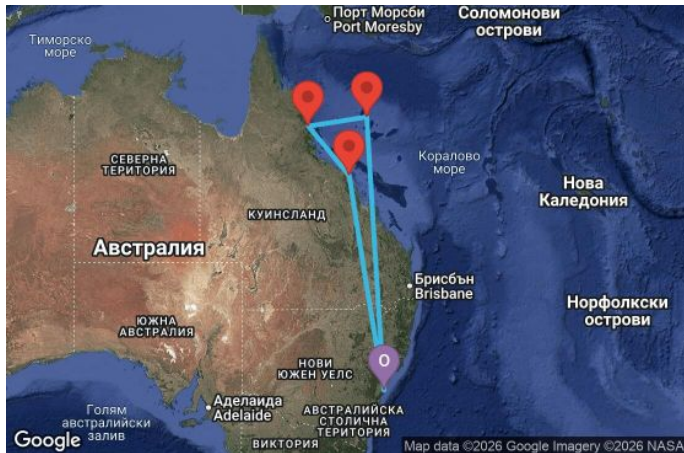 Порт Морсби
Port Moresby
Соломонови
острови
Тиморско
море
СЕВЕРНА
ТЕРИТОРИЯ
Коралово
море
КУИНСЛАНД
Нова
Каледония
Австралия
Брисбън
Brisbane
ЮЖНА
АВСТРАЛИЯ
Норфолкски
острови
НОВИ
ЮЖЕН УЕЛС
O
Аделаида
Adelaide
АВСТРАЛИЙСКА
СТОЛИЧНА
ТЕРИТОРИЯ
Голям
австралийски
залив
ВИКТОРИЯ
Google
Map data ©2026 Google Imagery ©2026 NASA